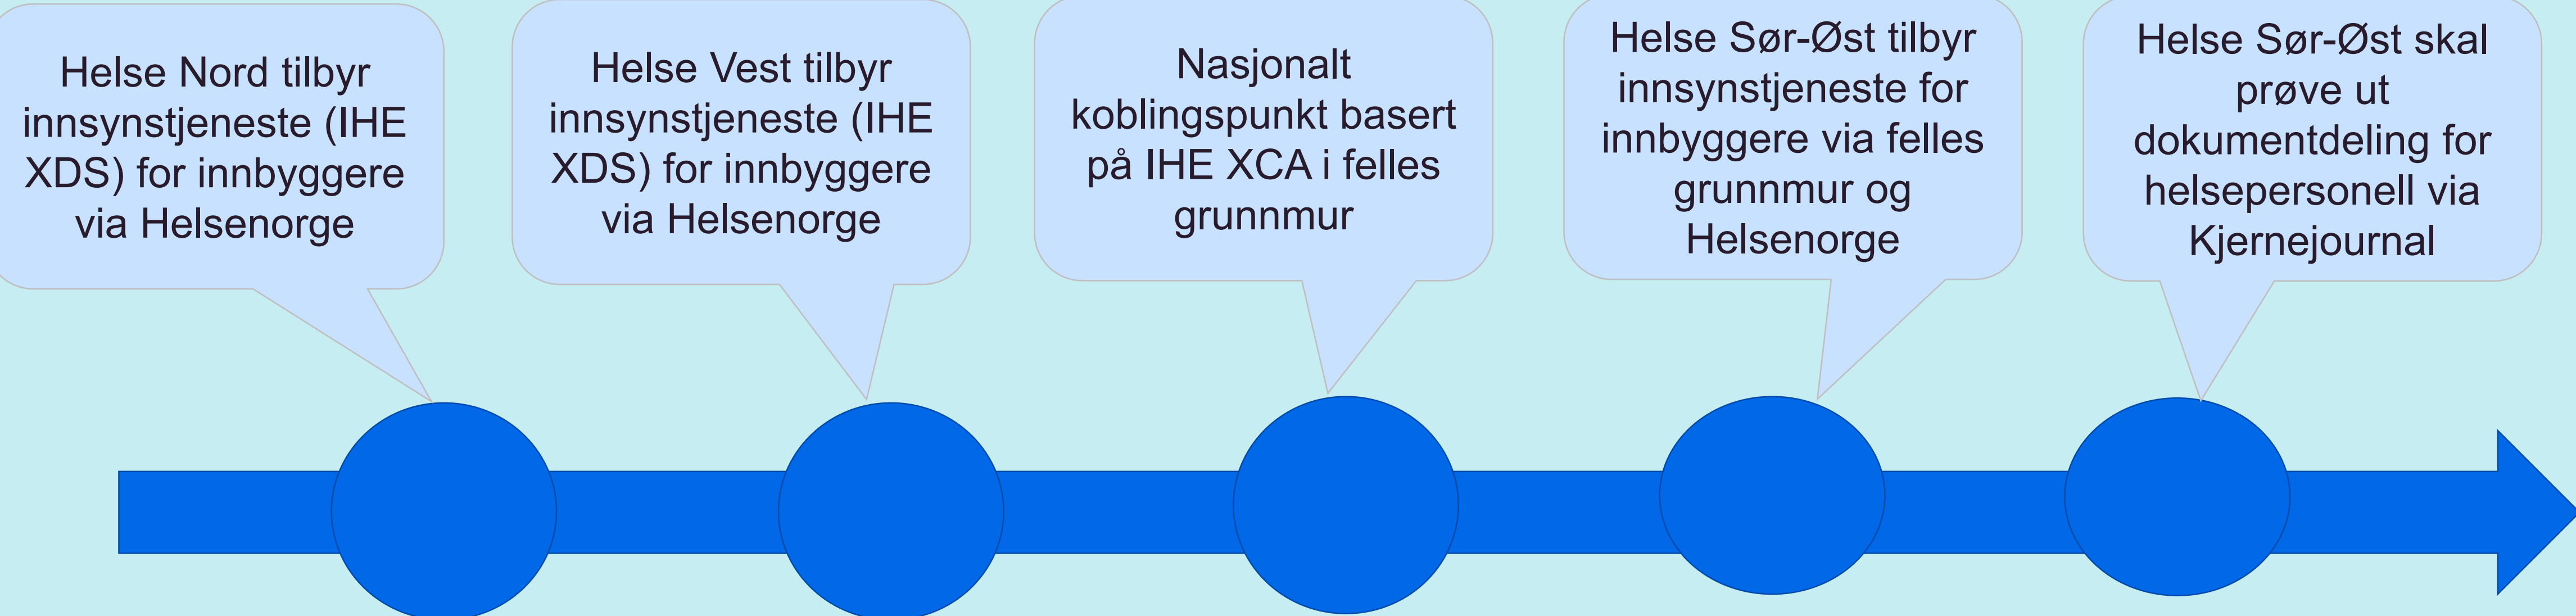 Helse Nord tilbyr
innsynstjeneste (IHE
XDS) for innbyggere
via Helsenorge
Helse Vest tilbyr
innsynstjeneste (IHE
XDS) for innbyggere
via Helsenorge
Nasjonalt
koblingspunkt basert
på IHE XCA i felles
grunnmur
Helse Sør-Øst tilbyr
innsynstjeneste for
innbyggere via felles
grunnmur og
Helsenorge
Helse Sør-Øst skal
prøve ut
dokumentdeling for
helsepersonell via
Kjernejournal